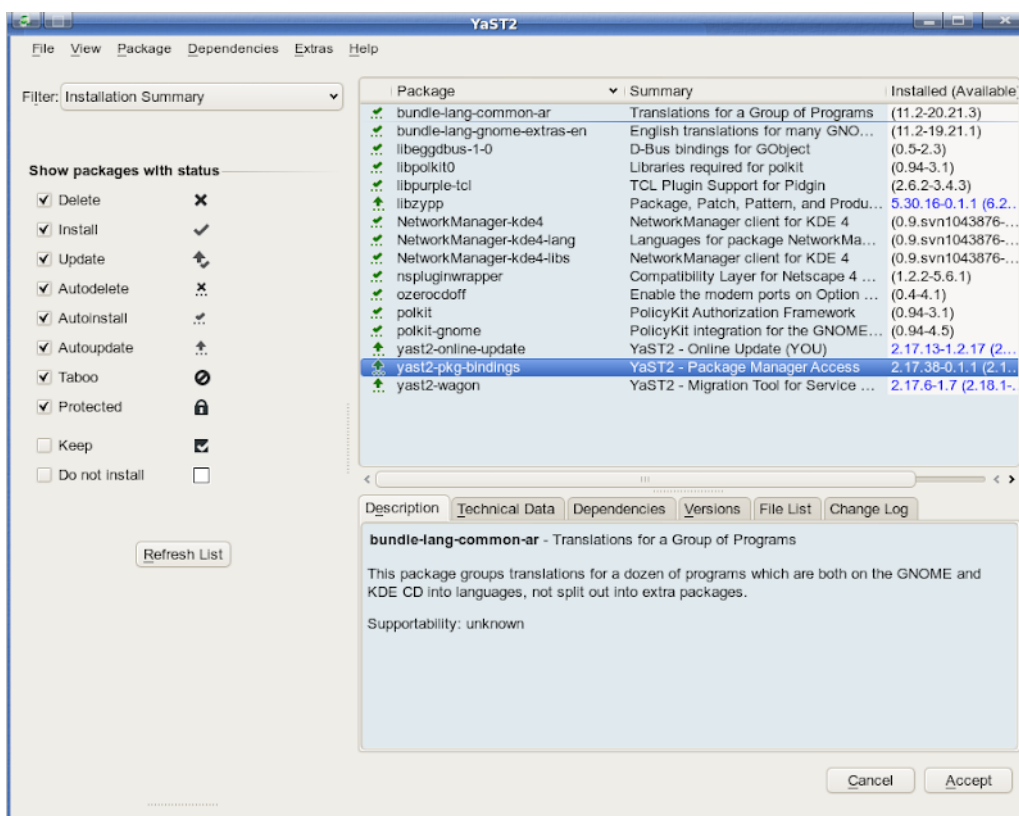 YaST2
File View Package Dependencies Extras Help
Filter: Installation Summary
Show packages with status
Delete
Install
Update
Autodelete
Autoinstall
Autoupdate
Taboo
Protected
Keep
Do not install
Refresh List
Package Summary Installed (Available)
bundle-lang-common-ar Translations for a Group of Programs (11.2-20.21.3)
bundle-lang-gnome-extras-en English translations for many GNO... (11.2-19.21.1)
libeggdbus-1-0 D-Bus bindings for GObject (0.5-2.3)
libpolkit0 Libraries required for polkit (0.94-3.1)
libpurple-tcl TCL Plugin Support for Pidgin (2.6.2-3.4.3)
libzypp Package, Patch, Pattern, and Produ... 5.30.16-0.1.1 (6.2...
NetworkManager-kde4 NetworkManager client for KDE 4 (0.9.svn1043876-...
NetworkManager-kde4-lang Languages for package NetworkMa... (0.9.svn1043876-...
NetworkManager-kde4-libs NetworkManager client for KDE 4 (0.9.svn1043876-...
nspluginwrapper Compatibility Layer for Netscape 4 ... (1.2.2-5.6.1)
ozerocdoff Enable the modem ports on Option ... (0.4-4.1)
polkit PolicyKit Authorization Framework (0.94-3.1)
polkit-gnome PolicyKit integration for the GNOME... (0.94-4.5)
yast2-online-update YaST2 - Online Update (YOU) 2.17.13-1.2.17 (2...
yast2-pkg-bindings YaST2 - Package Manager Access 2.17.38-0.1.1 (2.1...
yast2-wagon YaST2 - Migration Tool for Service ... 2.17.6-1.7 (2.18.1-...
Description Technical Data Dependencies Versions File List Change Log
bundle-lang-common-ar - Translations for a Group of Programs
This package groups translations for a dozen of programs which are both on the GNOME and
KDE CD into languages, not split out into extra packages.
Supportability: unknown
Cancel Accept